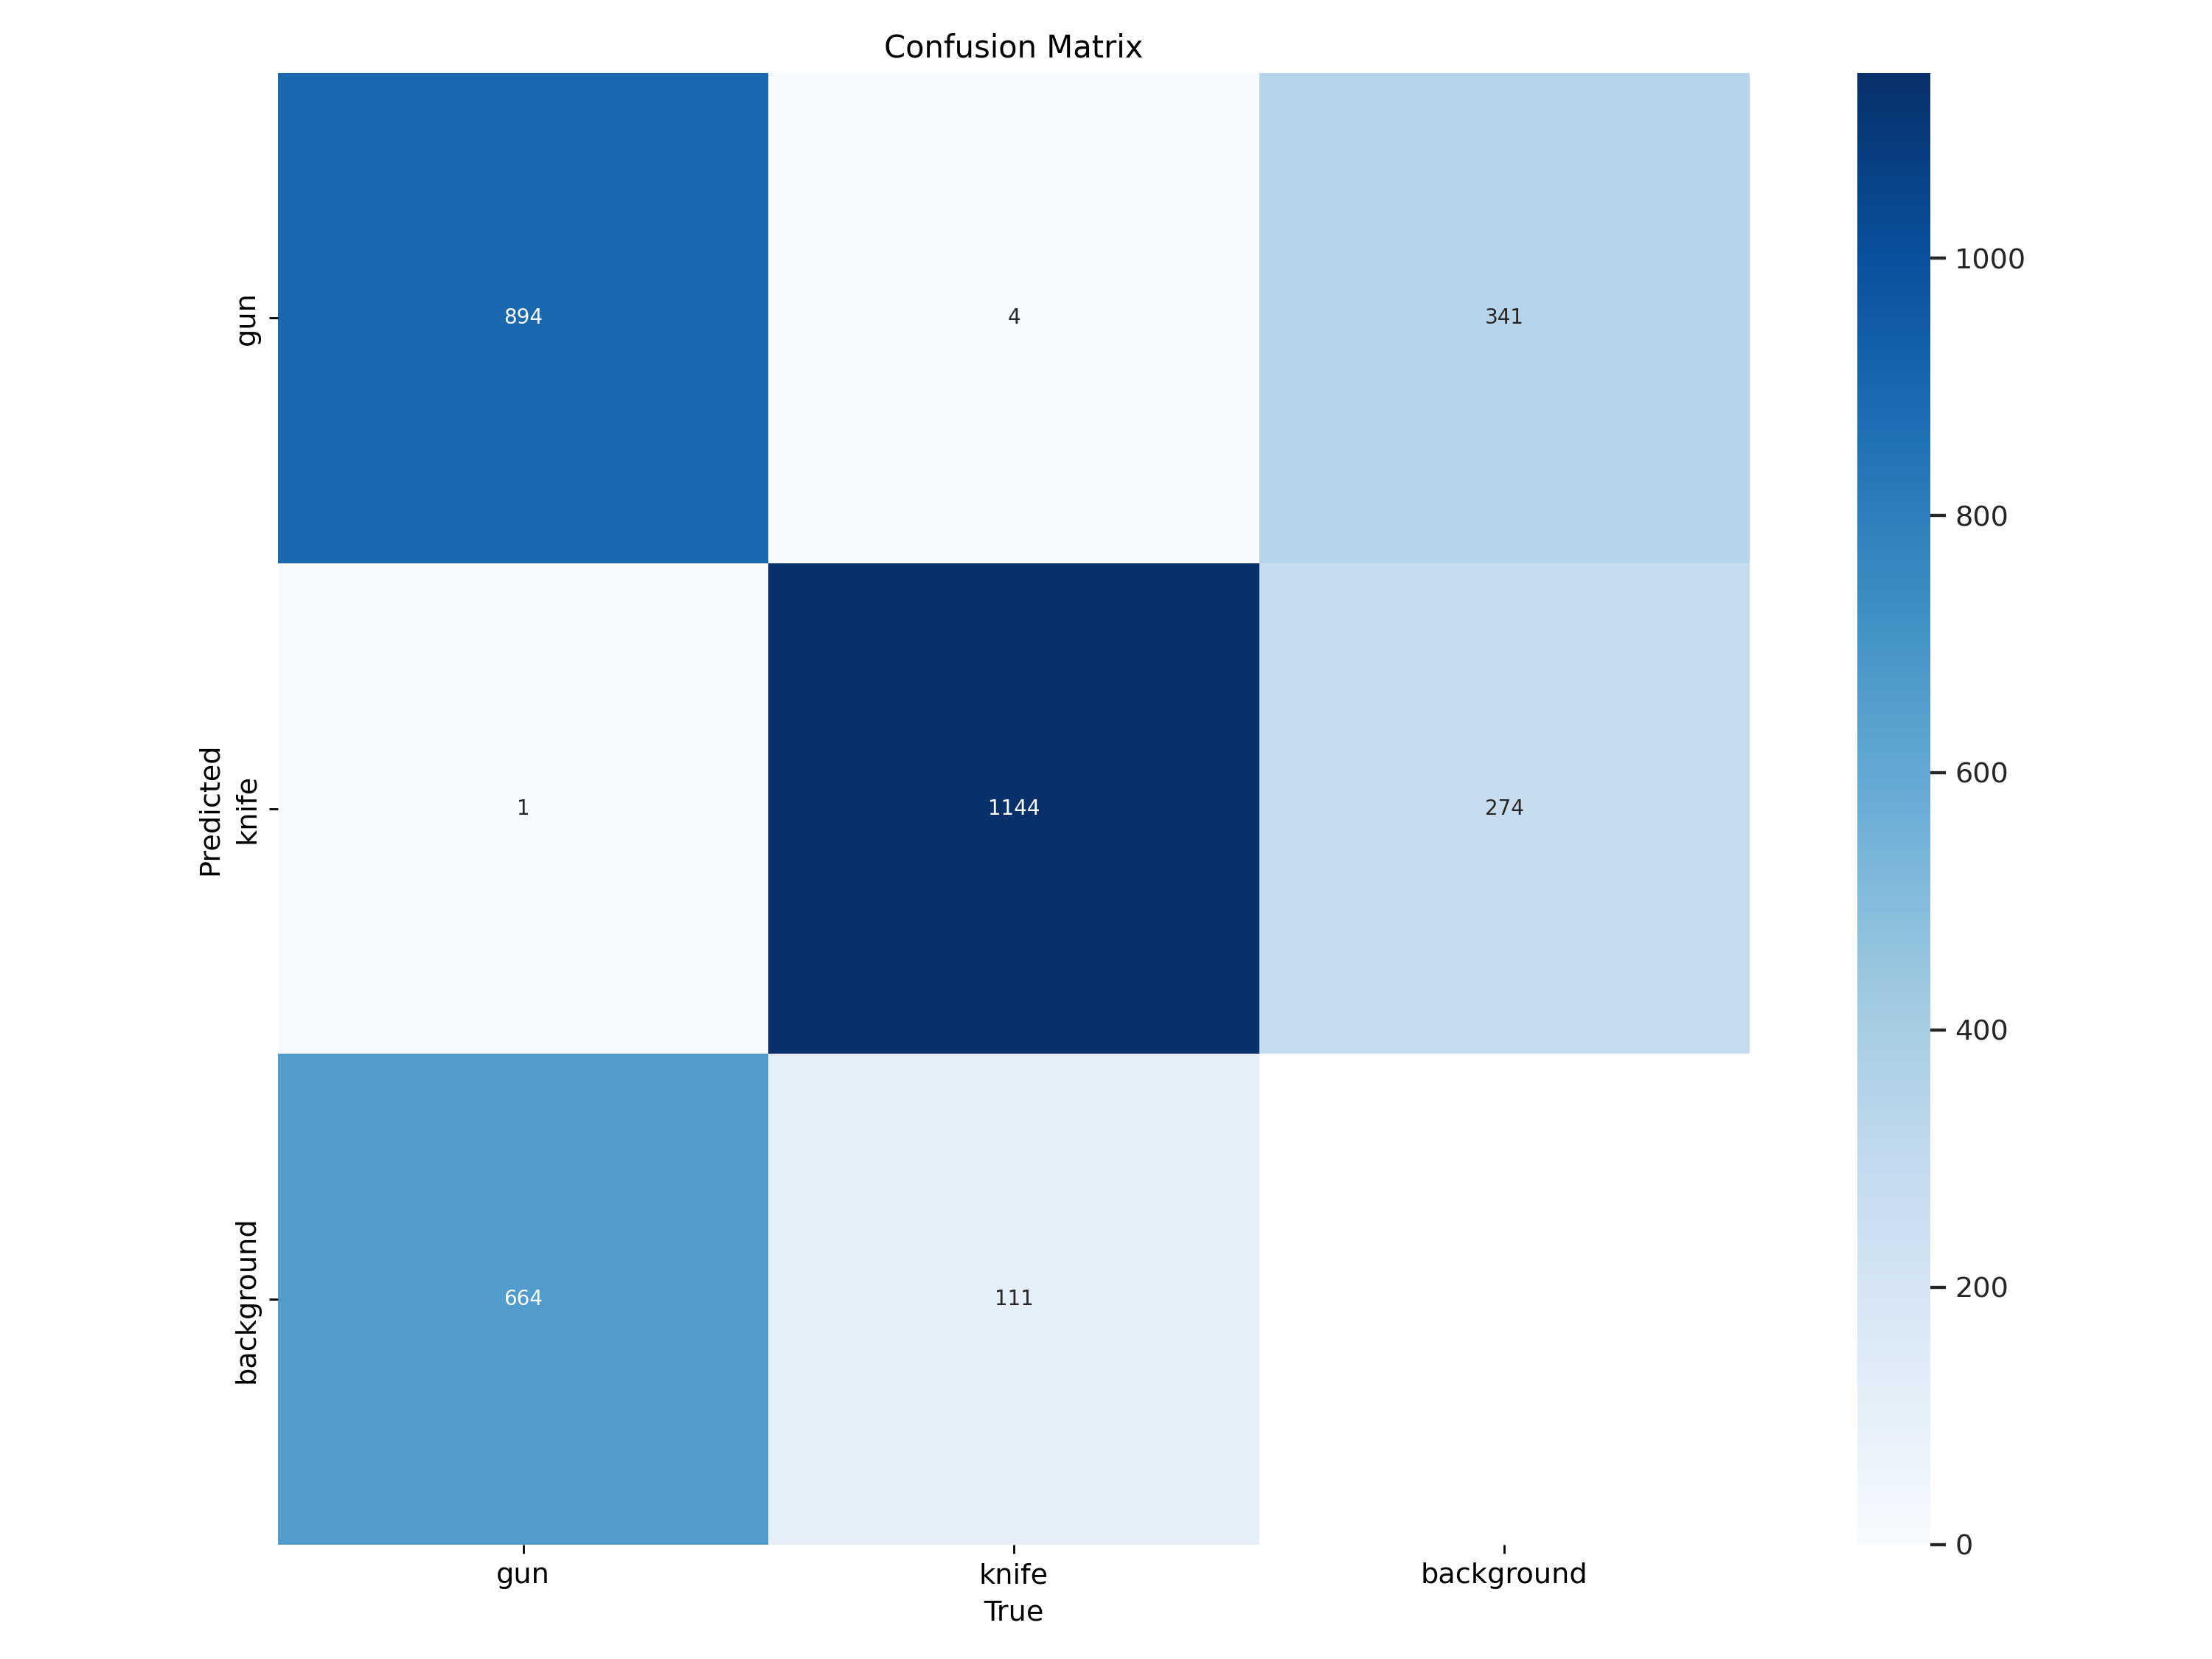 Confusion Matrix
gun
894
4
341
1000
800
Predicted
knife
1
1144
274
600
400
background
664
111
200
0
gun
knife
background
True